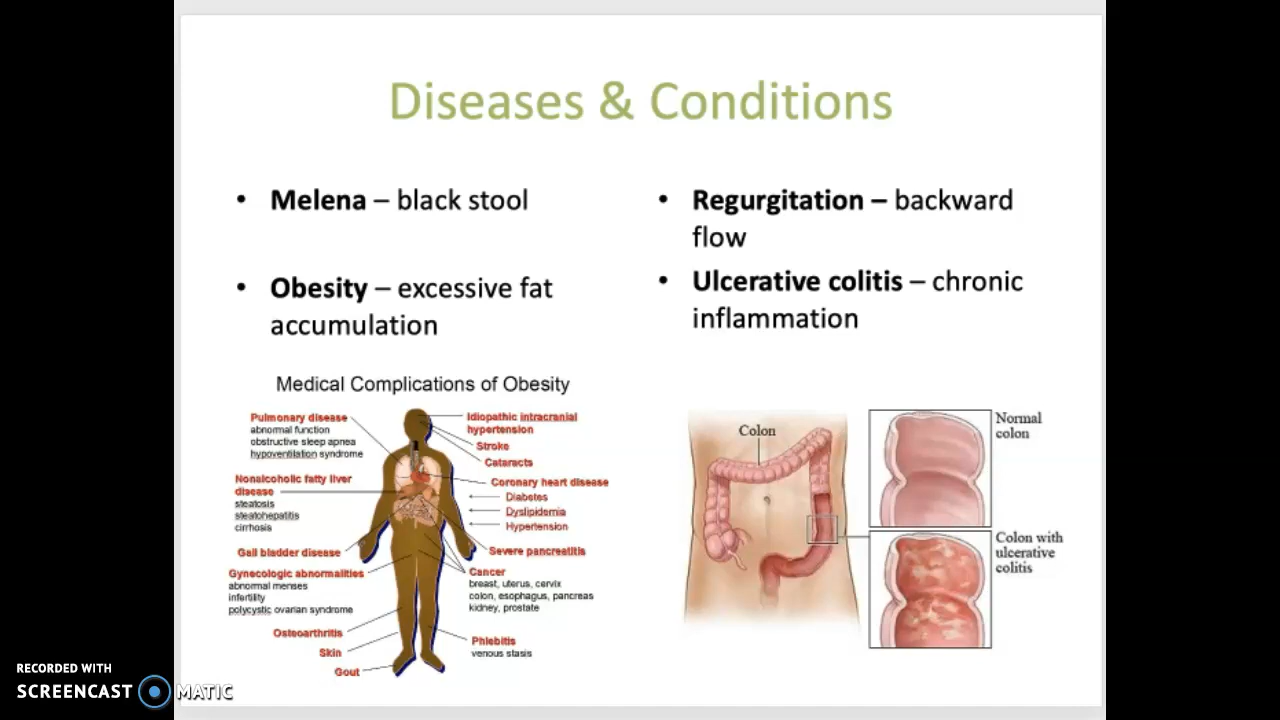 Diseases & Conditions
• Melena – black stool
• Obesity – excessive fat
accumulation
• Regurgitation – backward
flow
• Ulcerative colitis – chronic
inflammation
Medical Complications of Obesity
Pulmonary disease
abnormal function
obstructive sleep apnea
hypoventilation syndrome
Nonalcoholic fatty liver
disease
steatosis
steatohepatitis
cirrhosis
Gall bladder disease
Gynecologic abnormalities
abnormal menses
infertility
polycystic ovarian syndrome
Osteoarthritis
Skin
Gout
Idiopathic intracranial
hypertension
Stroke
Cataracts
Coronary heart disease
Diabetes
Dyslipidemia
Hypertension
Severe pancreatitis
Cancer
breast, uterus, cervix
colon, esophagus, pancreas
kidney, prostate
Phlebitis
venous stasis
Colon
Normal
colon
Colon with
ulcerative
colitis
RECORDED WITH
SCREENCAST MATIC